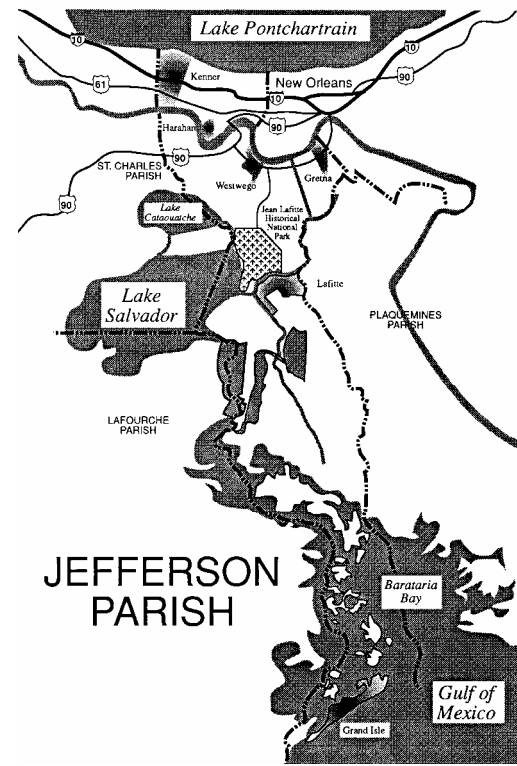 Lake Pontchartrain
10
10
Kenner
61
New Orleans
90
10
Harahan
90
ST. CHARLES
PARISH
90
Westwego
Gretna
90
Lake
Cataouatche
Jean Lafitte
Historical
National
Park
Lake
Salvador
Lafitte
PLAQUEMINES
PARISH
LAFOURCHE
PARISH
JEFFERSON
PARISH
Barataria
Bay
Gulf of
Mexico
Grand Isle